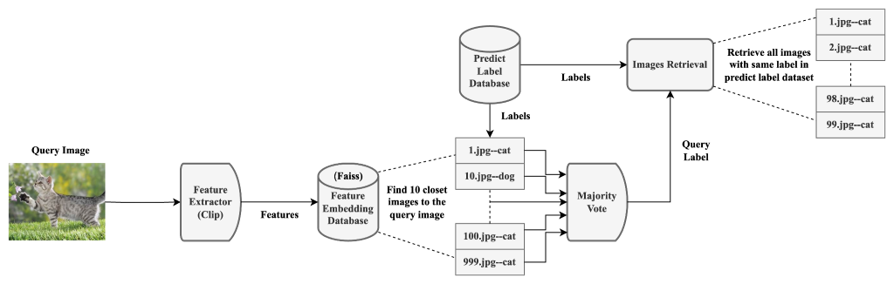 Query Image
Feature
Extractor
(Clip)
Features
(Faiss)
Feature
Embedding
Database
Find 10 closet
images to the
query image
Predict
Label
Database
Labels
Labels
1.jpg--cat
10.jpg--dog
100.jpg--cat
999.jpg--cat
Majority
Vote
Query
Label
Images Retrieval
Retrieve all images
with same label in
predict label dataset
1.jpg--cat
2.jpg--cat
98.jpg--cat
99.jpg--cat